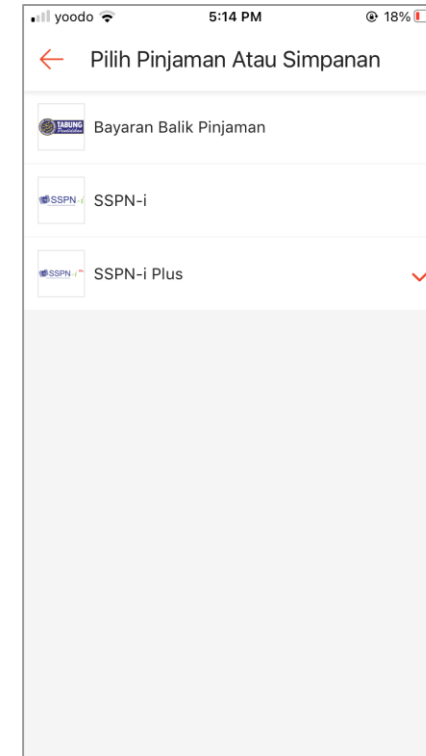 yoodo 5:14 PM 18%
Pilih Pinjaman Atau Simpanan
TABUNG Bayaran Balik Pinjaman
SSPN-i SSPN-i
SSPN-i SSPN-i Plus